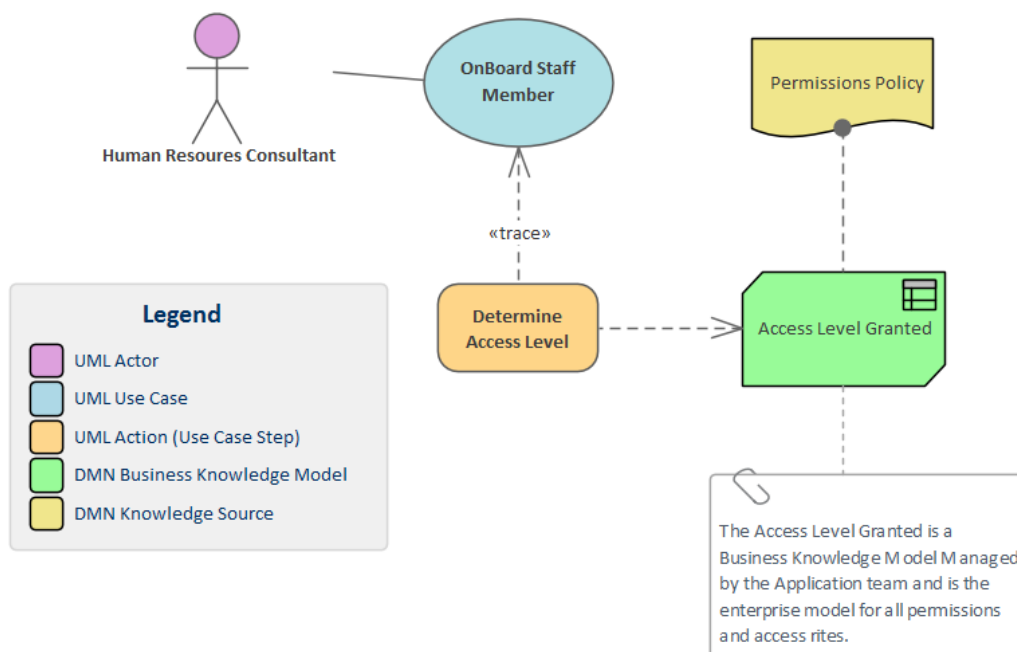 OnBoard Staff
Member
Permissions Policy
Human Resoures Consultant
«trace»
Legend
UML Actor
UML Use Case
UML Action (Use Case Step)
DMN Business Knowledge Model
DMN Knowledge Source
Determine
Access Level
Access Level Granted
The Access Level Granted is a
Business Knowledge Model Managed
by the Application team and is the
enterprise model for all permissions
and access rites.